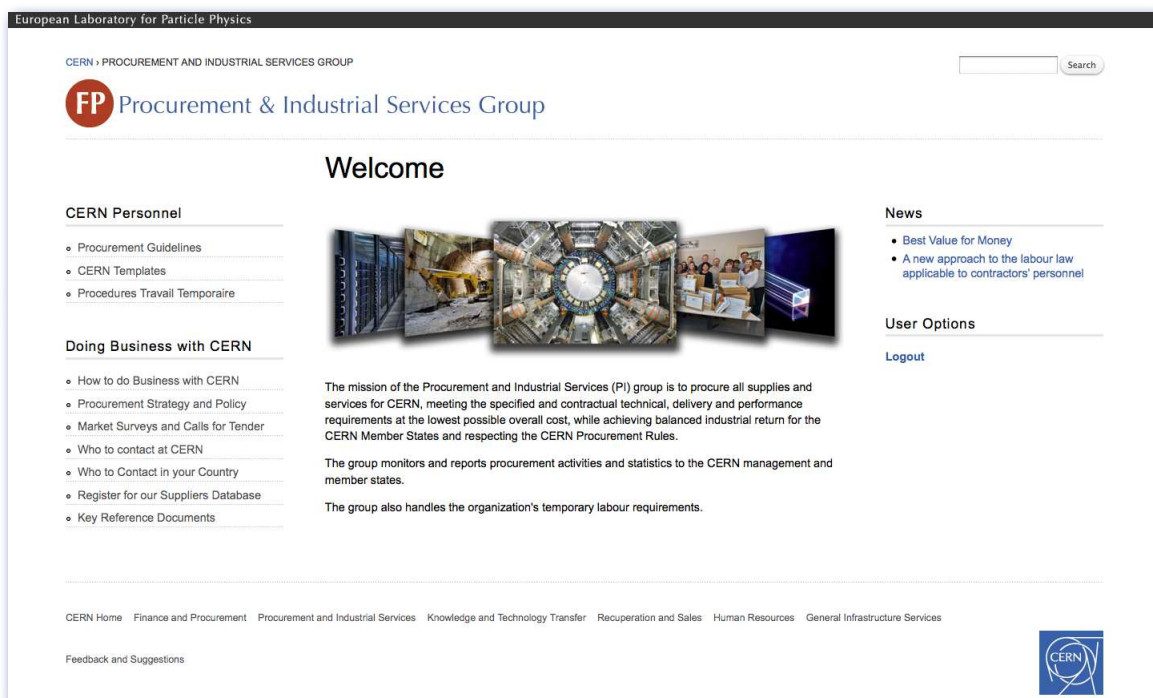 European Laboratory for Particle Physics
CERN › PROCUREMENT AND INDUSTRIAL SERVICES GROUP
Search
FP Procurement & Industrial Services Group
Welcome
CERN Personnel
Procurement Guidelines
CERN Templates
Procedures Travail Temporaire
Doing Business with CERN
How to do Business with CERN
Procurement Strategy and Policy
Market Surveys and Calls for Tender
Who to contact at CERN
Who to Contact in your Country
Register for our Suppliers Database
Key Reference Documents
The mission of the Procurement and Industrial Services (PI) group is to procure all supplies and
services for CERN, meeting the specified and contractual technical, delivery and performance
requirements at the lowest possible overall cost, while achieving balanced industrial return for the
CERN Member States and respecting the CERN Procurement Rules.
The group monitors and reports procurement activities and statistics to the CERN management and
member states.
The group also handles the organization's temporary labour requirements.
News
Best Value for Money
A new approach to the labour law
applicable to contractors' personnel
User Options
Logout
CERN Home Finance and Procurement Procurement and Industrial Services Knowledge and Technology Transfer Recuperation and Sales Human Resources General Infrastructure Services
Feedback and Suggestions
CERN